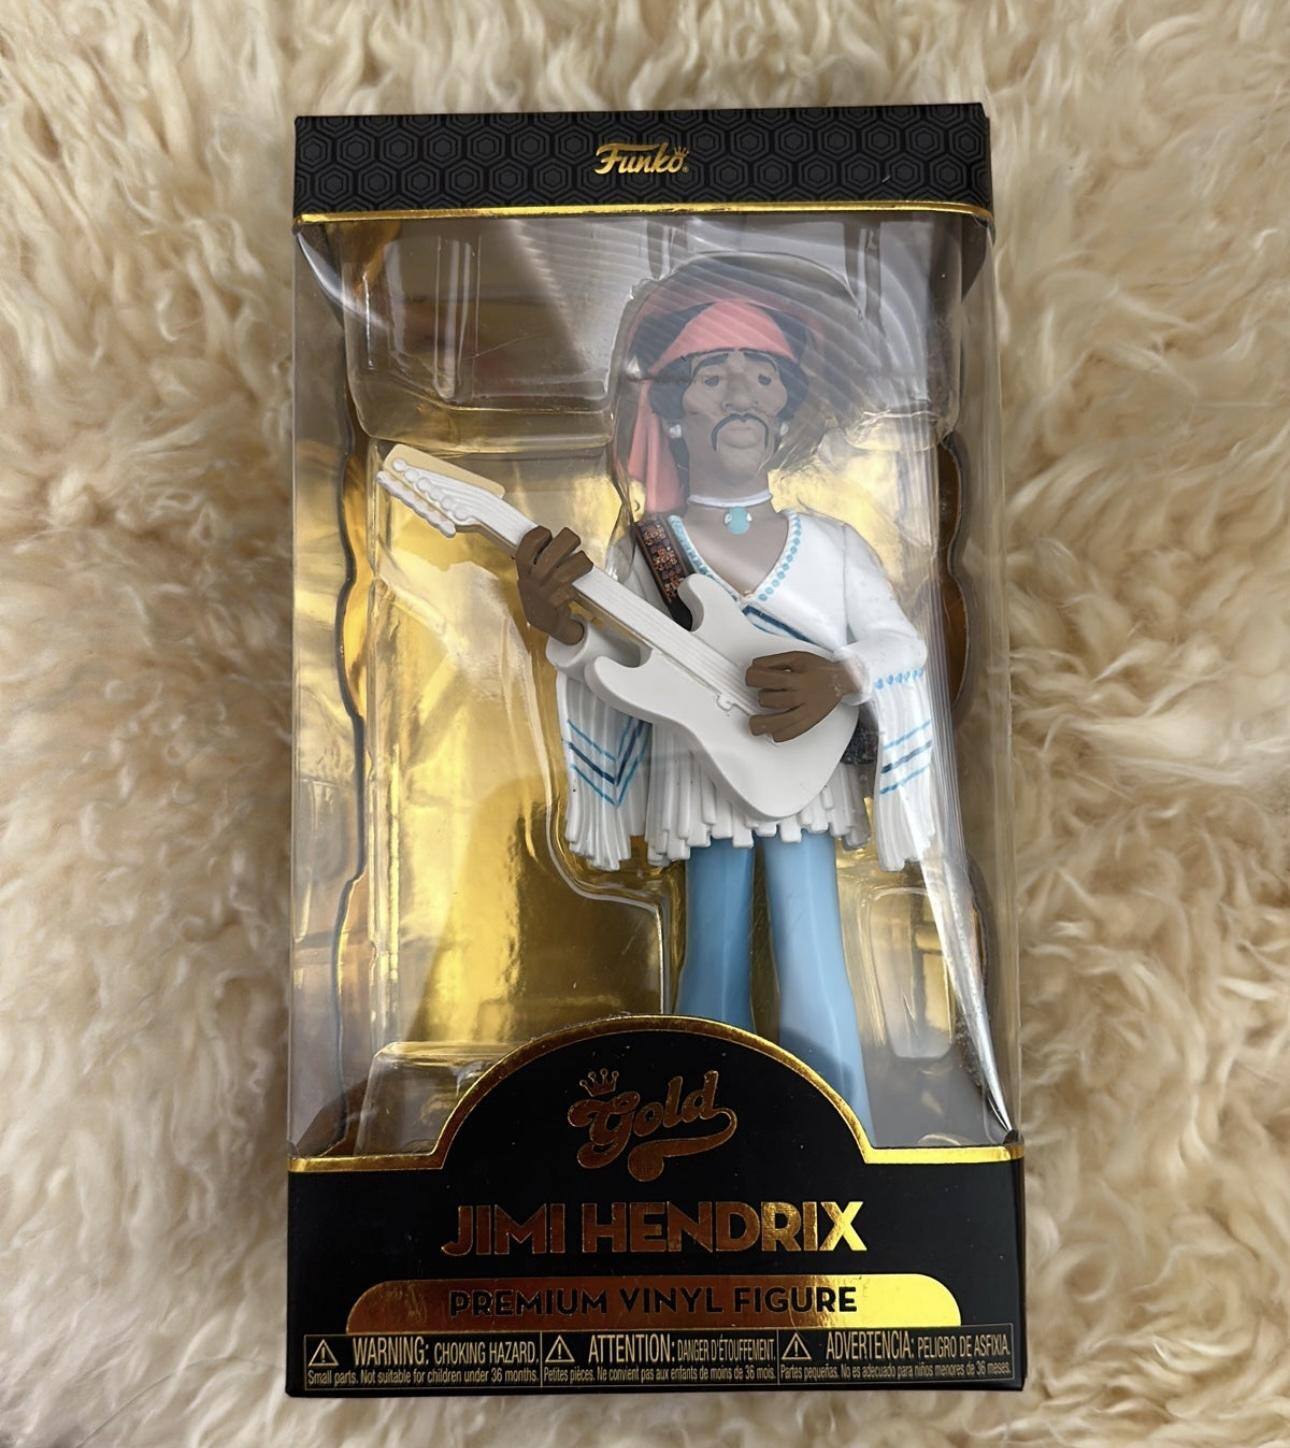 Funko
Gold
JIMI HENDRIX
PREMIUM VINYL FIGURE
WARNING: CHOKING HAZARD.
Small parts. Not suitable for children under 36 months.
ATTENTION: DANGER D'ÉTOUFFEMENT.
Petites pièces. Ne convient pas aux enfants de moins de 36 mois.
ADVERTENCIA: PELIGRO DE ASFIXIA.
Partes pequeñas. No es adecuado para niños menores de 36 meses.